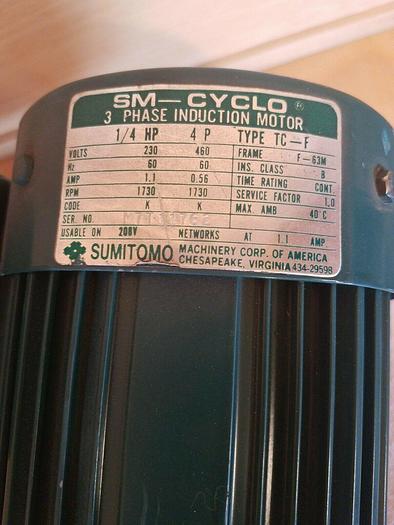 SM-CYCLO®
3 PHASE INDUCTION MOTOR
1/4 HP 4 P TYPE TC-F
VOLTS 230 460 FRAME F-63M
Hz 60 60 INS. CLASS B
AMP 1.1 0.56 TIME RATING CONT.
RPM 1730 1730 SERVICE FACTOR 1.0
CODE K K MAX. AMB 40°C
SER. NO.
USABLE ON 208V NETWORKS AT 1.1 AMP
SUMITOMO MACHINERY CORP. OF AMERICA
CHESAPEAKE, VIRGINIA 434-29598